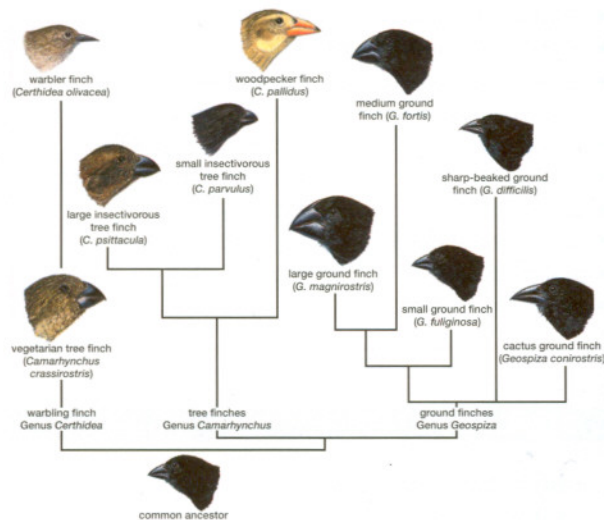 warbler finch
(Certhidea olivacea)
woodpecker finch
(C. pallidus)
medium ground
finch (G. fortis)
small insectivorous
tree finch
(C. parvulus)
sharp-beaked ground
finch (G. difficilis)
large insectivorous
tree finch
(C. psittacula)
large ground finch
(G. magnirostris)
small ground finch
(G. fuliginosa)
vegetarian tree finch
(Camarhynchus
crassirostris)
cactus ground finch
(Geospiza conirostris)
warbling finch
Genus Certhidea
tree finches
Genus Camarhynchus
ground finches
Genus Geospiza
common ancestor